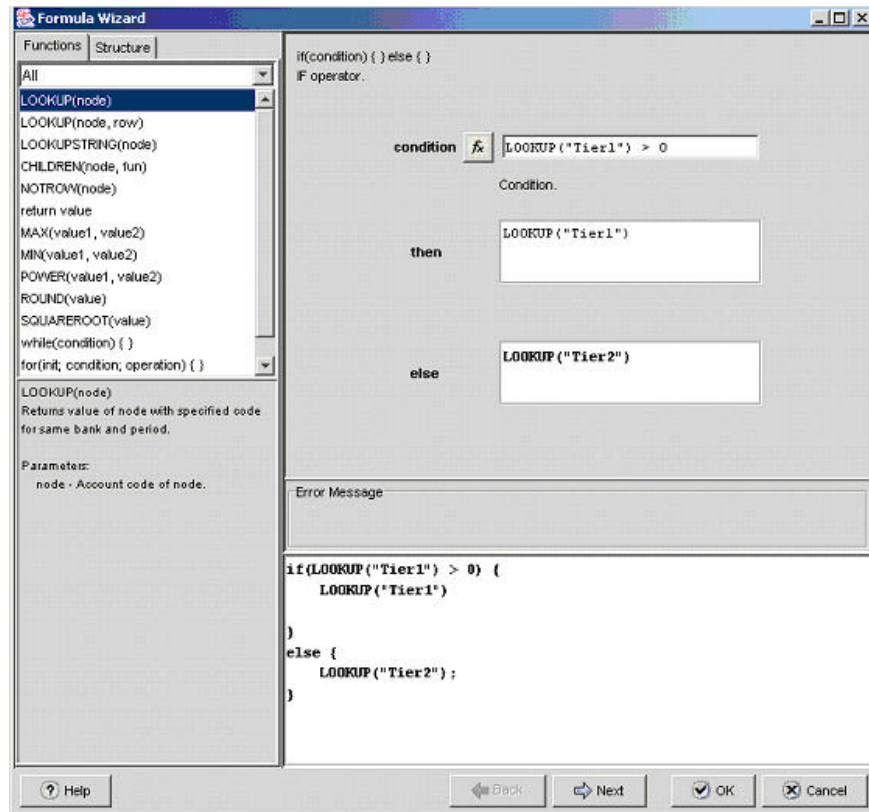 Formula Wizard
Functions
Structure
All
LOOKUP(node)
LOOKUP(node, row)
LOOKUPSTRING(node)
CHILDREN(node, fun)
NOTROW(node)
return value
MAX(value1, value2)
MIN(value1, value2)
POWER(value1, value2)
ROUND(value)
SQUAREROOT(value)
while(condition) { }
for(init; condition; operation) { }
LOOKUP(node)
Returns value of node with specified code
for same bank and period.
Parameters:
node - Account code of node.
if(condition) { } else { }
IF operator.
condition
fx
LOOKUP("Tier1") > 0
Condition.
then
LOOKUP("Tier1")
else
LOOKUP("Tier2")
Error Message
if(LOOKUP("Tier1") > 0) {
LOOKUP("Tier1")
}
else {
LOOKUP("Tier2");
}
? Help
Back
Next
OK
Cancel